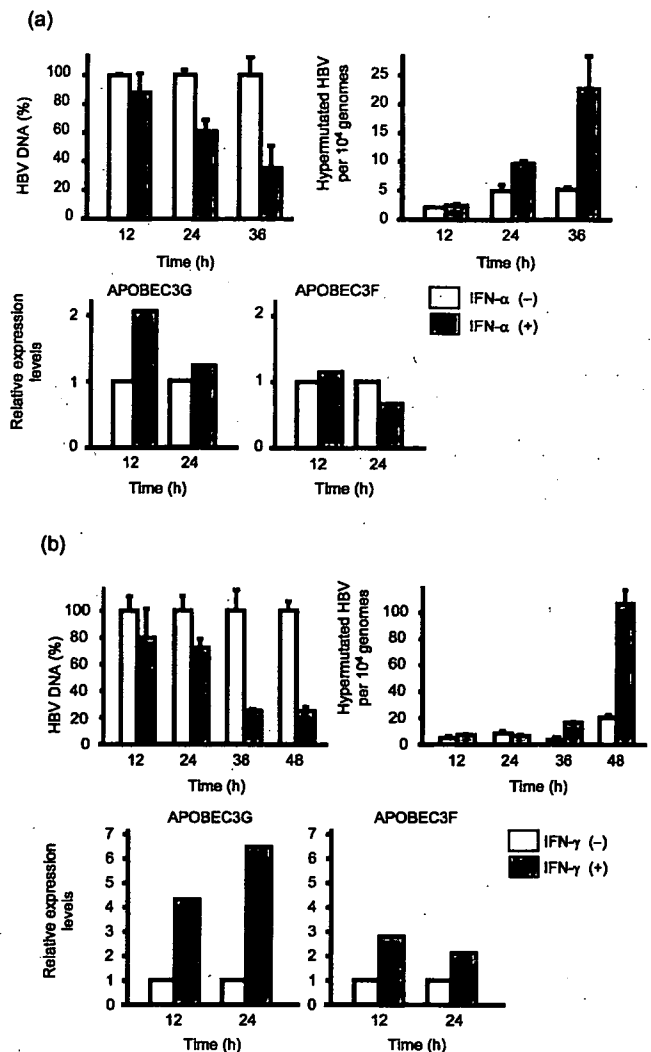 (a)
HBV DNA (%)
100
80
60
40
20
0
12 24 36
Time (h)
Hypermutated HBV
per 10⁴ genomes
25
20
15
10
5
0
12 24 36
Time (h)
APOBEC3G
Relative expression
levels
2
1
0
12 24
Time (h)
APOBEC3F
2
1
0
12 24
Time (h)
IFN-α (–)
IFN-α (+)
(b)
HBV DNA (%)
100
80
60
40
20
0
12 24 36 48
Time (h)
Hypermutated HBV
per 10⁴ genomes
100
80
60
40
20
0
12 24 36 48
Time (h)
APOBEC3G
Relative expression
levels
7
6
5
4
3
2
1
0
12 24
Time (h)
APOBEC3F
7
6
5
4
3
2
1
0
12 24
Time (h)
IFN-γ (–)
IFN-γ (+)